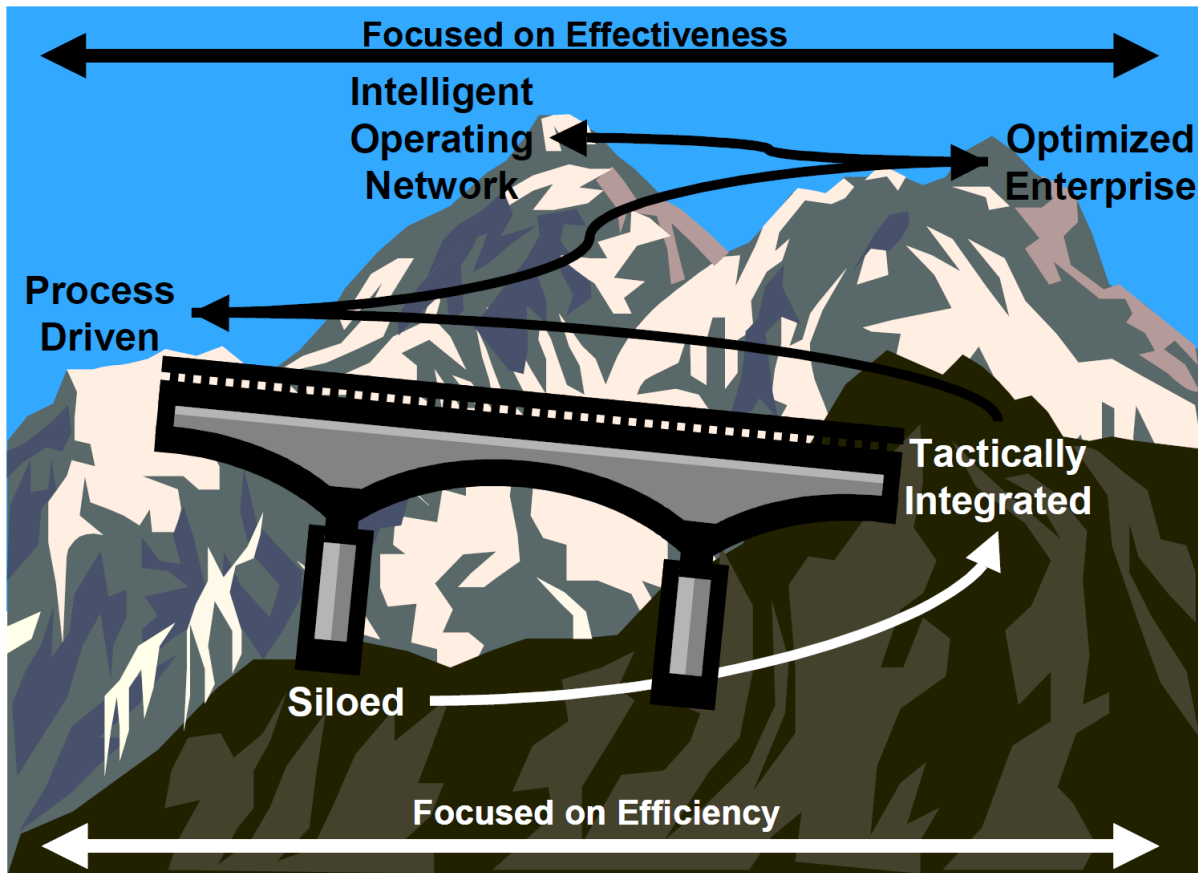 Focused on Effectiveness
Intelligent
Operating
Network
Optimized
Enterprise
Process
Driven
Tactically
Integrated
Siloed
Focused on Efficiency